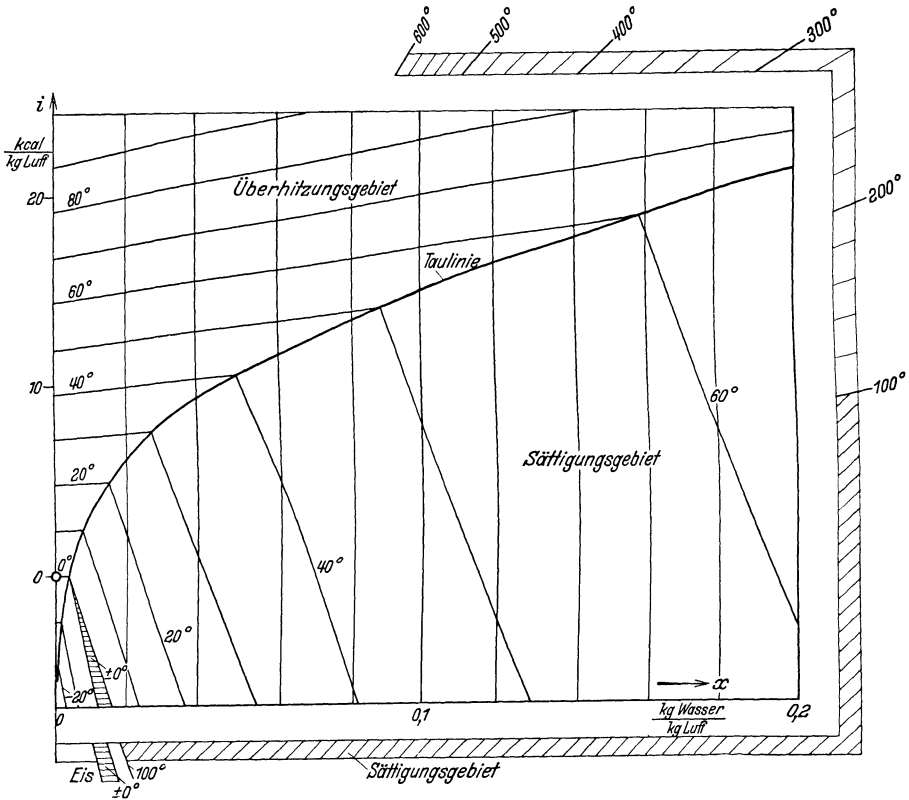 600°
500°
400°
300°
i
kcal
kg Luft
20
80°
Überhitzungsgebiet
200°
Taulinie
60°
10
40°
100°
60°
20°
Sättigungsgebiet
0
0°
40°
20°
±0°
-20°
x
0
0,1
kg Wasser
kg Luft
0,2
Eis
100°
±0°
Sättigungsgebiet